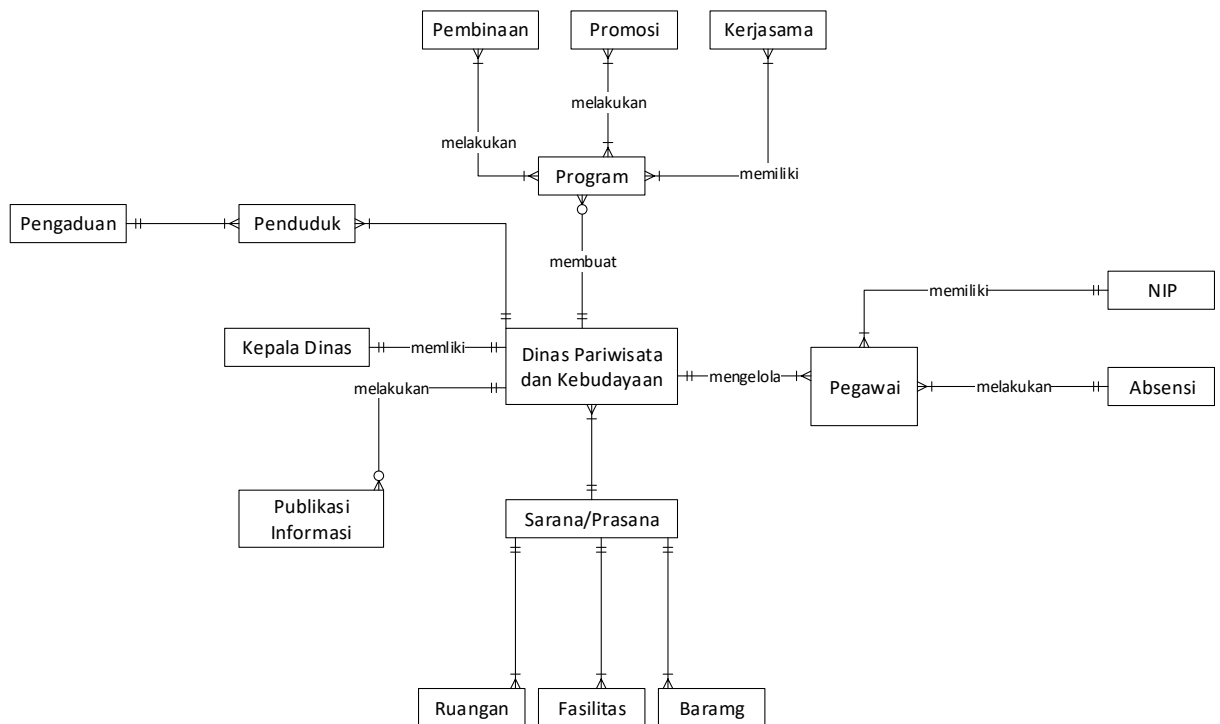 Pembinaan
Promosi
Kerjasama
melakukan
melakukan
memiliki
Program
Pengaduan
Penduduk
membuat
memiliki
NIP
Kepala Dinas
memliki
Dinas Pariwisata
dan Kebudayaan
mengelola
Pegawai
melakukan
Absensi
melakukan
Publikasi
Informasi
Sarana/Prasana
Ruangan
Fasilitas
Baramg